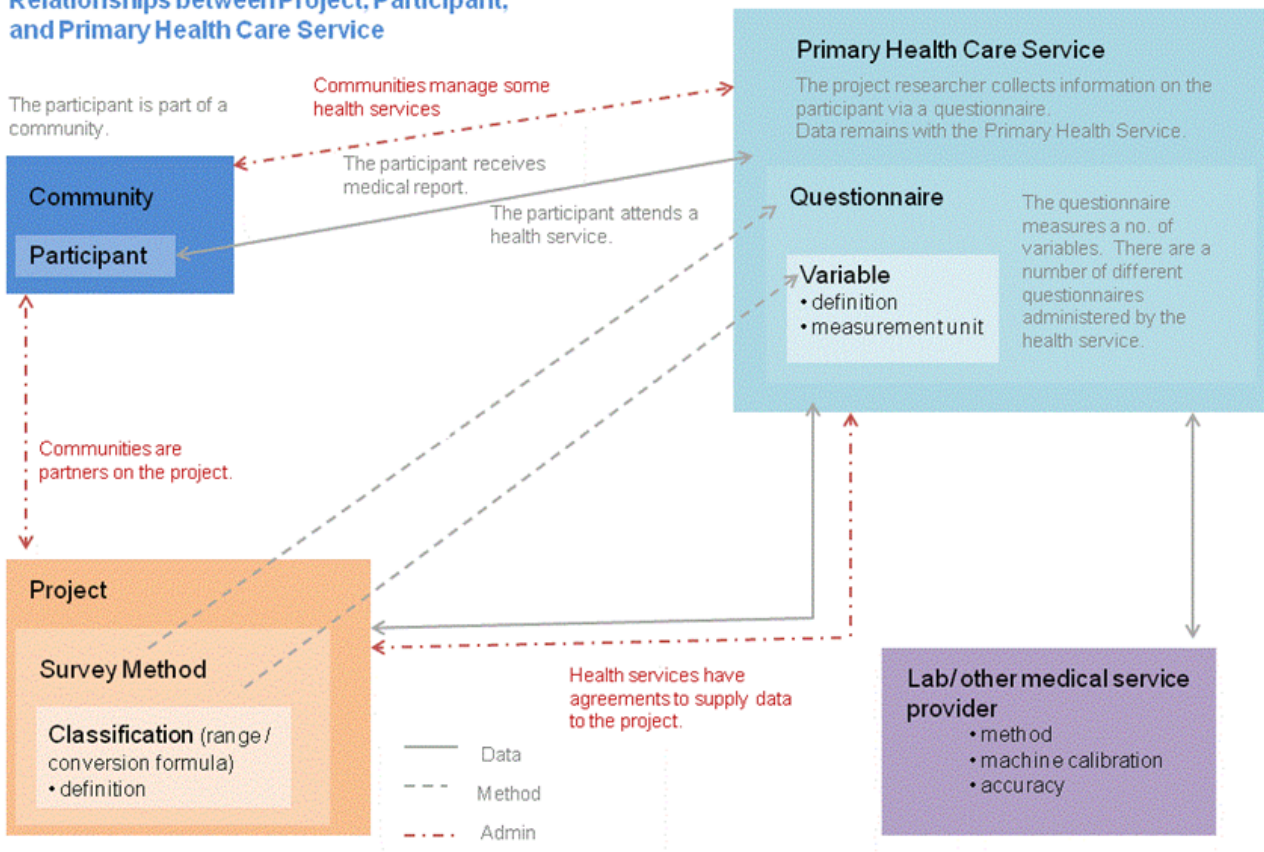 Relationships between Project, Participant,
and Primary Health Care Service
The participant is part of a
community.
Communities manage some
health services
Primary Health Care Service
The project researcher collects information on the
participant via a questionnaire.
Data remains with the Primary Health Service.
Community
Participant
The participant receives
medical report.
The participant attends a
health service.
Questionnaire
Variable
• definition
• measurement unit
The questionnaire
measures a no. of
variables. There are a
number of different
questionnaires
administered by the
health service.
Communities are
partners on the project.
Project
Survey Method
Classification (range /
conversion formula)
• definition
Health services have
agreements to supply data
to the project.
Data
Method
Admin
Lab/ other medical service
provider
• method
• machine calibration
• accuracy